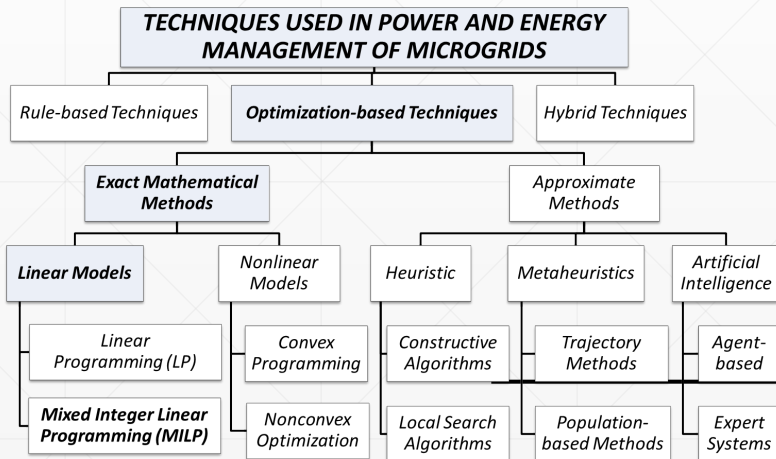 TECHNIQUES USED IN POWER AND ENERGY
MANAGEMENT OF MICROGRIDS
Rule-based Techniques
Optimization-based Techniques
Hybrid Techniques
Exact Mathematical
Methods
Approximate
Methods
Linear Models
Nonlinear
Models
Heuristic
Metaheuristics
Artificial
Intelligence
Linear
Programming (LP)
Convex
Programming
Constructive
Algorithms
Trajectory
Methods
Agent-
based
Mixed Integer Linear
Programming (MILP)
Nonconvex
Optimization
Local Search
Algorithms
Population-
based Methods
Expert
Systems